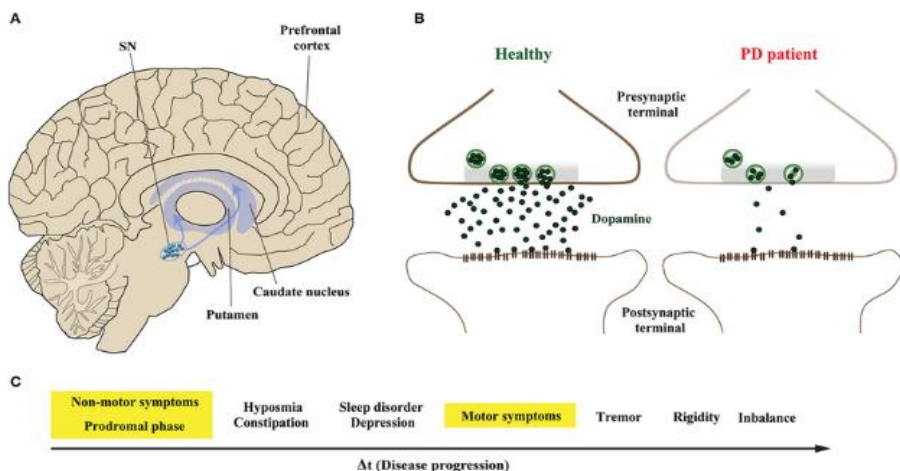 A
SN
Prefrontal
cortex
Caudate nucleus
Putamen
B
Healthy
PD patient
Presynaptic
terminal
Dopamine
Postsynaptic
terminal
C
Non-motor symptoms
Prodromal phase
Hyposmia
Constipation
Sleep disorder
Depression
Motor symptoms
Tremor
Rigidity
Inbalance
Δt (Disease progression)